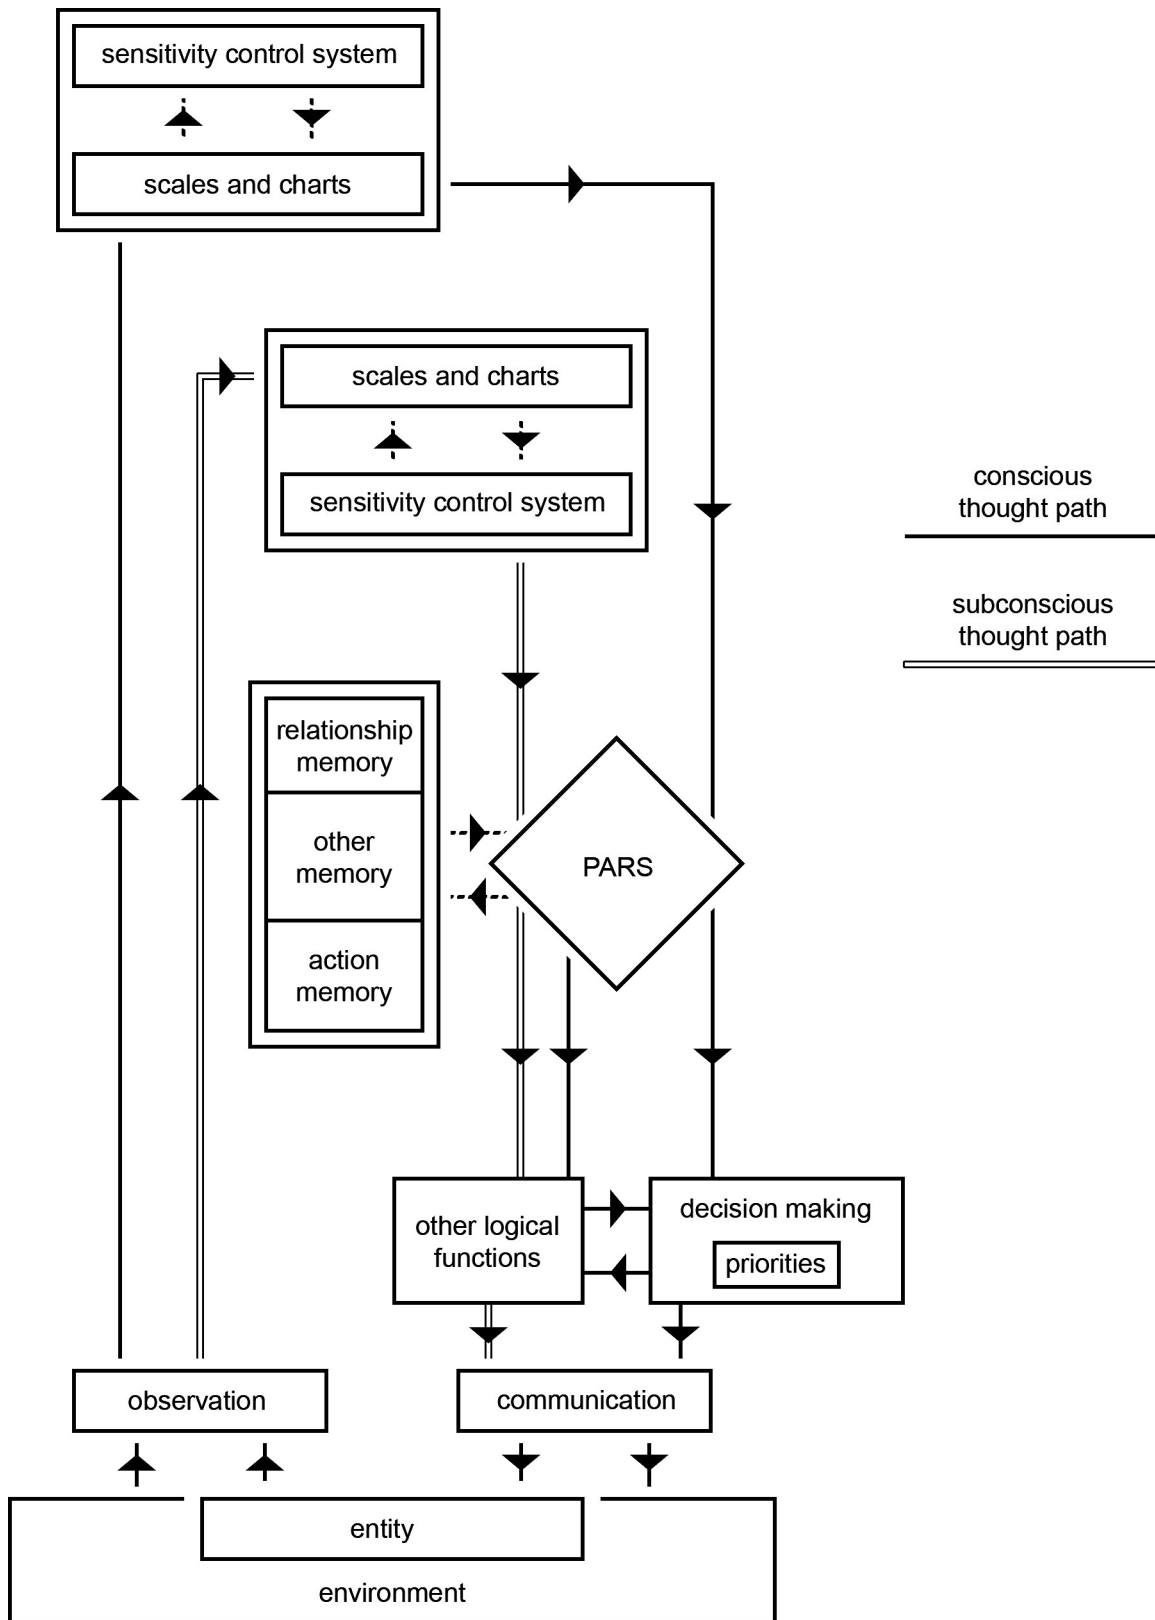 sensitivity control system
scales and charts
scales and charts
sensitivity control system
conscious
thought path
subconscious
thought path
relationship
memory
other
memory
action
memory
PARS
other logical
functions
decision making
priorities
observation
communication
entity
environment